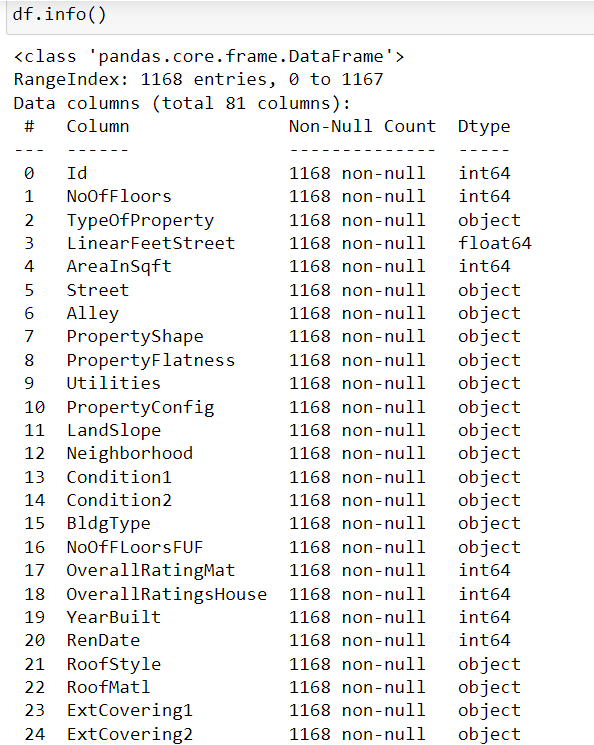 df.info()
<class 'pandas.core.frame.DataFrame'>
RangeIndex: 1168 entries, 0 to 1167
Data columns (total 81 columns):
 #   Column               Non-Null Count  Dtype
---  ------               --------------  -----
 0   Id                   1168 non-null   int64
 1   NoOfFloors           1168 non-null   int64
 2   TypeOfProperty       1168 non-null   object
 3   LinearFeetStreet     1168 non-null   float64
 4   AreaInSqft           1168 non-null   int64
 5   Street               1168 non-null   object
 6   Alley                1168 non-null   object
 7   PropertyShape        1168 non-null   object
 8   PropertyFlatness     1168 non-null   object
 9   Utilities            1168 non-null   object
 10  PropertyConfig       1168 non-null   object
 11  LandSlope            1168 non-null   object
 12  Neighborhood         1168 non-null   object
 13  Condition1           1168 non-null   object
 14  Condition2           1168 non-null   object
 15  BldgType             1168 non-null   object
 16  NoOfFLoorsFUF        1168 non-null   object
 17  OverallRatingMat     1168 non-null   int64
 18  OverallRatingsHouse  1168 non-null   int64
 19  YearBuilt            1168 non-null   int64
 20  RenDate              1168 non-null   int64
 21  RoofStyle            1168 non-null   object
 22  RoofMatl             1168 non-null   object
 23  ExtCovering1         1168 non-null   object
 24  ExtCovering2         1168 non-null   object